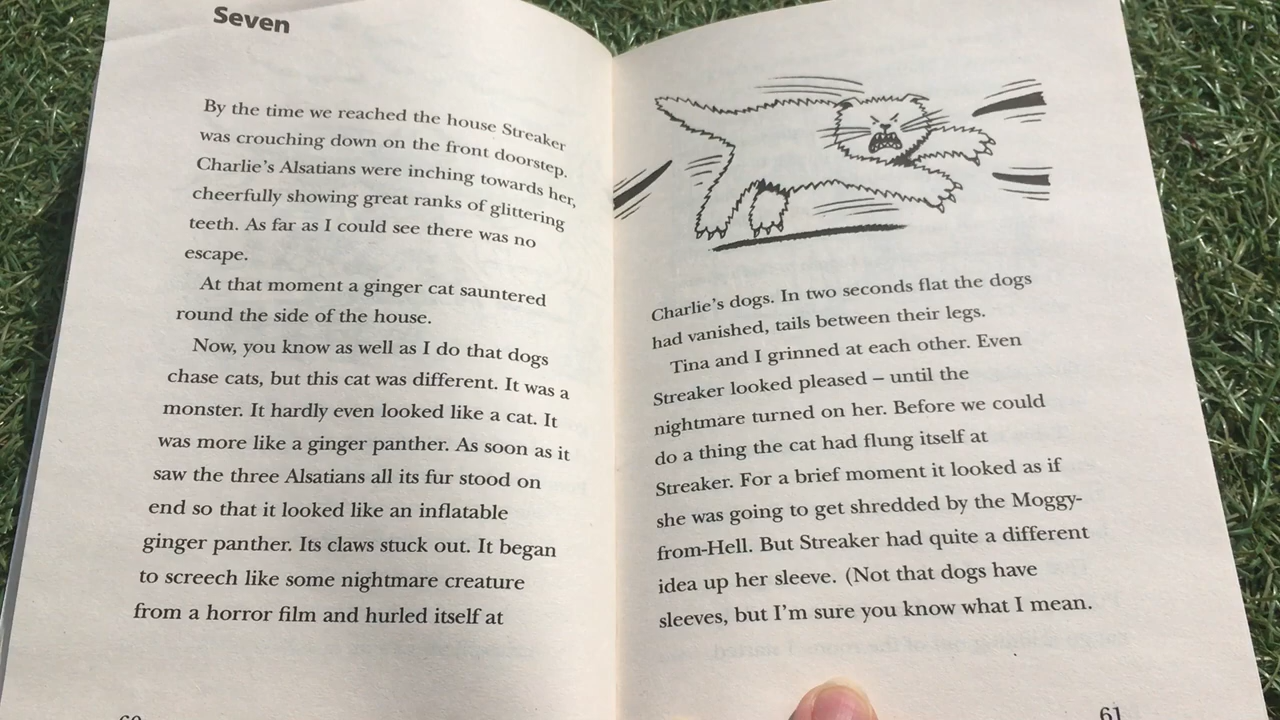 Seven
By the time we reached the house Streaker
was crouching down on the front doorstep.
Charlie's Alsatians were inching towards her,
cheerfully showing great ranks of glittering
teeth. As far as I could see there was no
escape.
At that moment a ginger cat sauntered
round the side of the house.
Now, you know as well as I do that dogs
chase cats, but this cat was different. It was a
monster. It hardly even looked like a cat. It
was more like a ginger panther. As soon as it
saw the three Alsatians all its fur stood on
end so that it looked like an inflatable
ginger panther. Its claws stuck out. It began
to screech like some nightmare creature
from a horror film and hurled itself at
60
Charlie's dogs. In two seconds flat the dogs
had vanished, tails between their legs.
Tina and I grinned at each other. Even
Streaker looked pleased – until the
nightmare turned on her. Before we could
do a thing the cat had flung itself at
Streaker. For a brief moment it looked as if
she was going to get shredded by the Moggy-
from-Hell. But Streaker had quite a different
idea up her sleeve. (Not that dogs have
sleeves, but I'm sure you know what I mean.
61